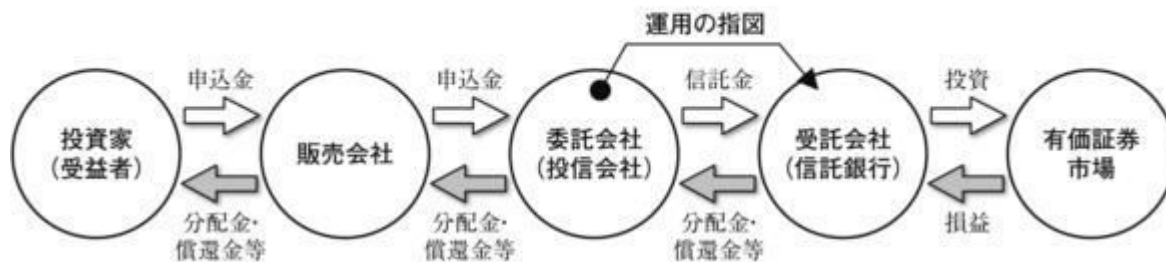 運用の指図
申込金
申込金
信託金
投資
投資家
（受益者）
販売会社
委託会社
（投信会社）
受託会社
（信託銀行）
有価証券
市場
分配金・
償還金等
分配金・
償還金等
分配金・
償還金等
損益